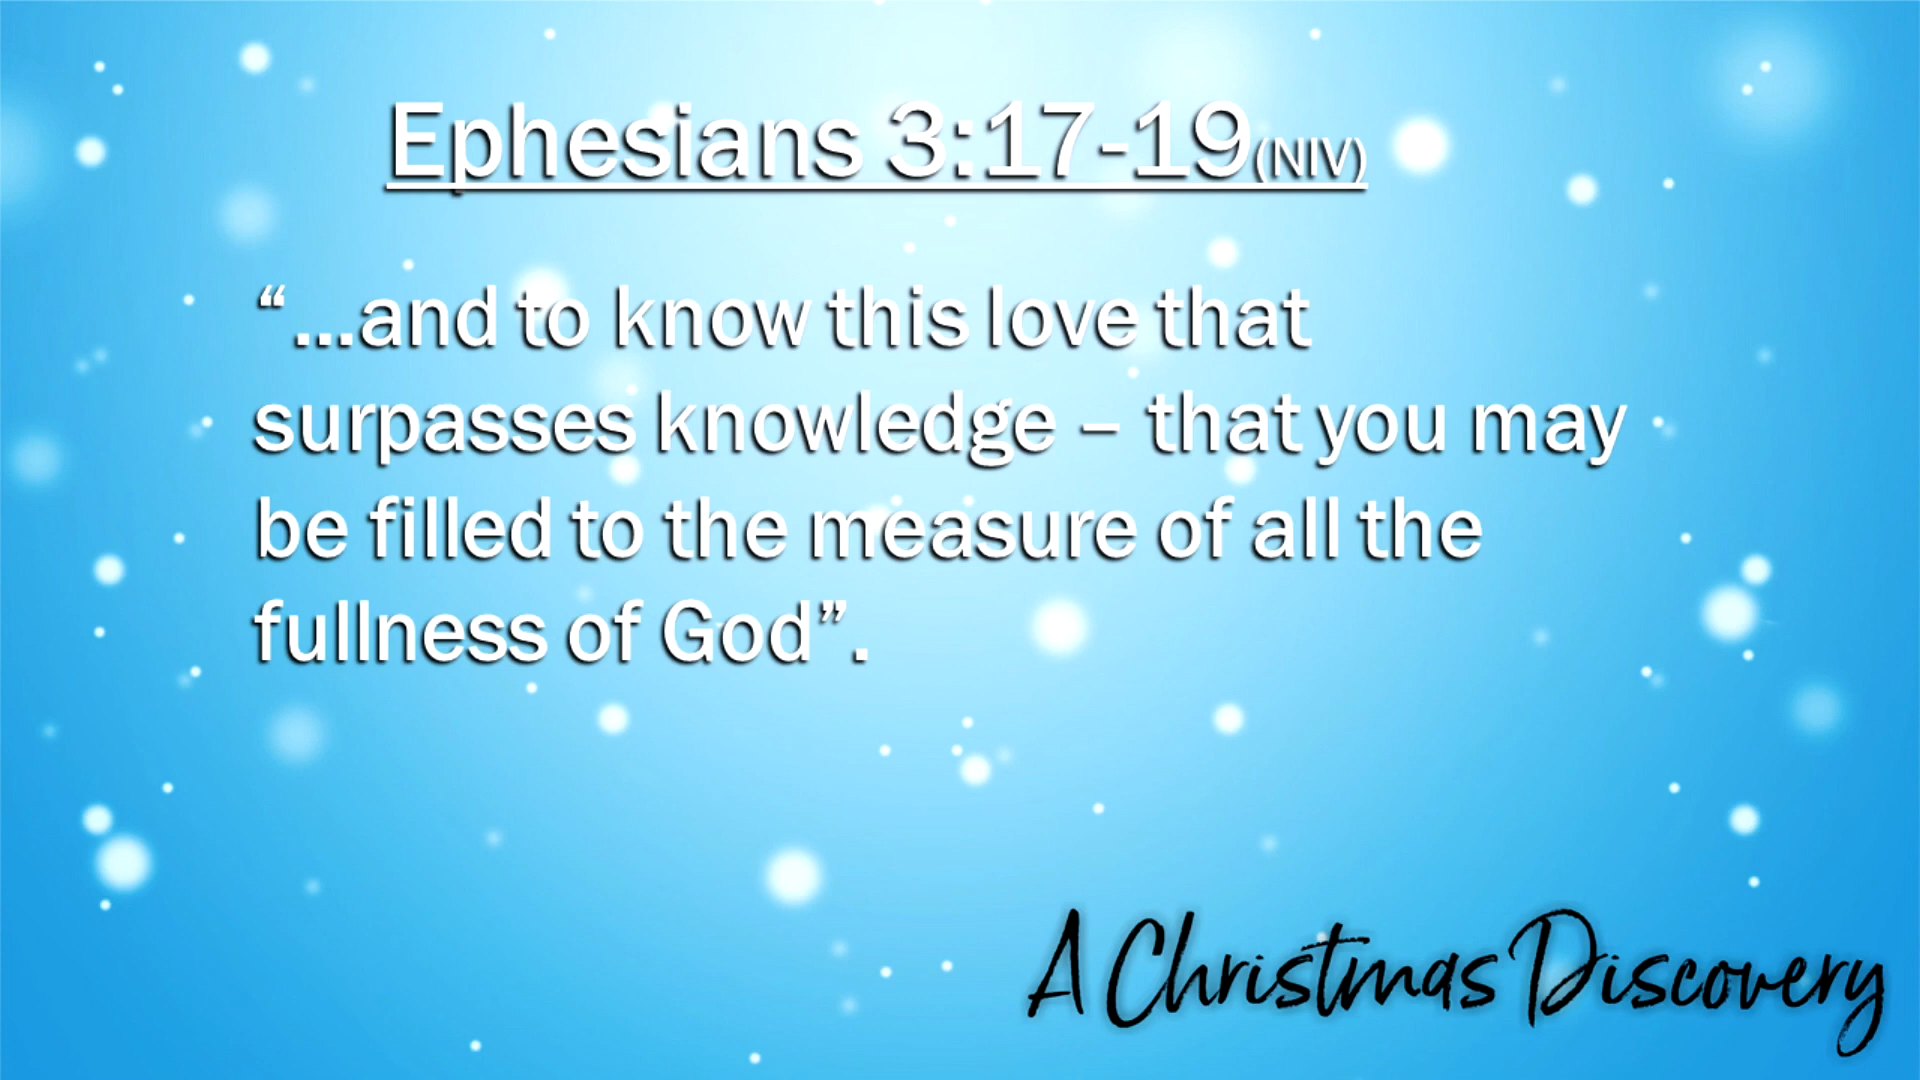 Ephesians 3:17-19(NIV)
“ …and to know this love that
surpasses knowledge – that you may
be filled to the measure of all the
fullness of God”.
A Christmas Discovery